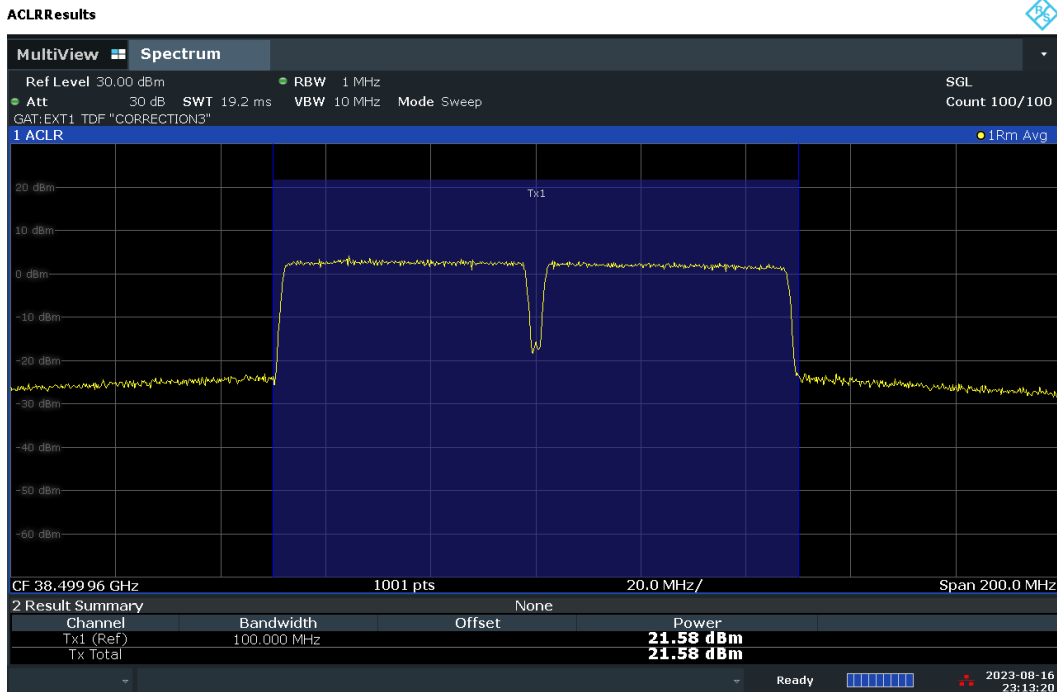 ACLRResults
R&S
MultiView Spectrum
Ref Level 30.00 dBm RBW 1 MHz SGL
Att 30 dB SWT 19.2 ms VBW 10 MHz Mode Sweep Count 100/100
GAT:EXT1 TDF "CORRECTION3"
1 ACLR 1Rm Avg
20 dBm
Tx1
10 dBm
0 dBm
-10 dBm
-20 dBm
-30 dBm
-40 dBm
-50 dBm
-60 dBm
CF 38.49996 GHz 1001 pts 20.0 MHz/ Span 200.0 MHz
2 Result Summary None
Channel Bandwidth Offset Power
Tx1 (Ref) 100.000 MHz 21.58 dBm
Tx Total 21.58 dBm
Ready 2023-08-16
23:13:20